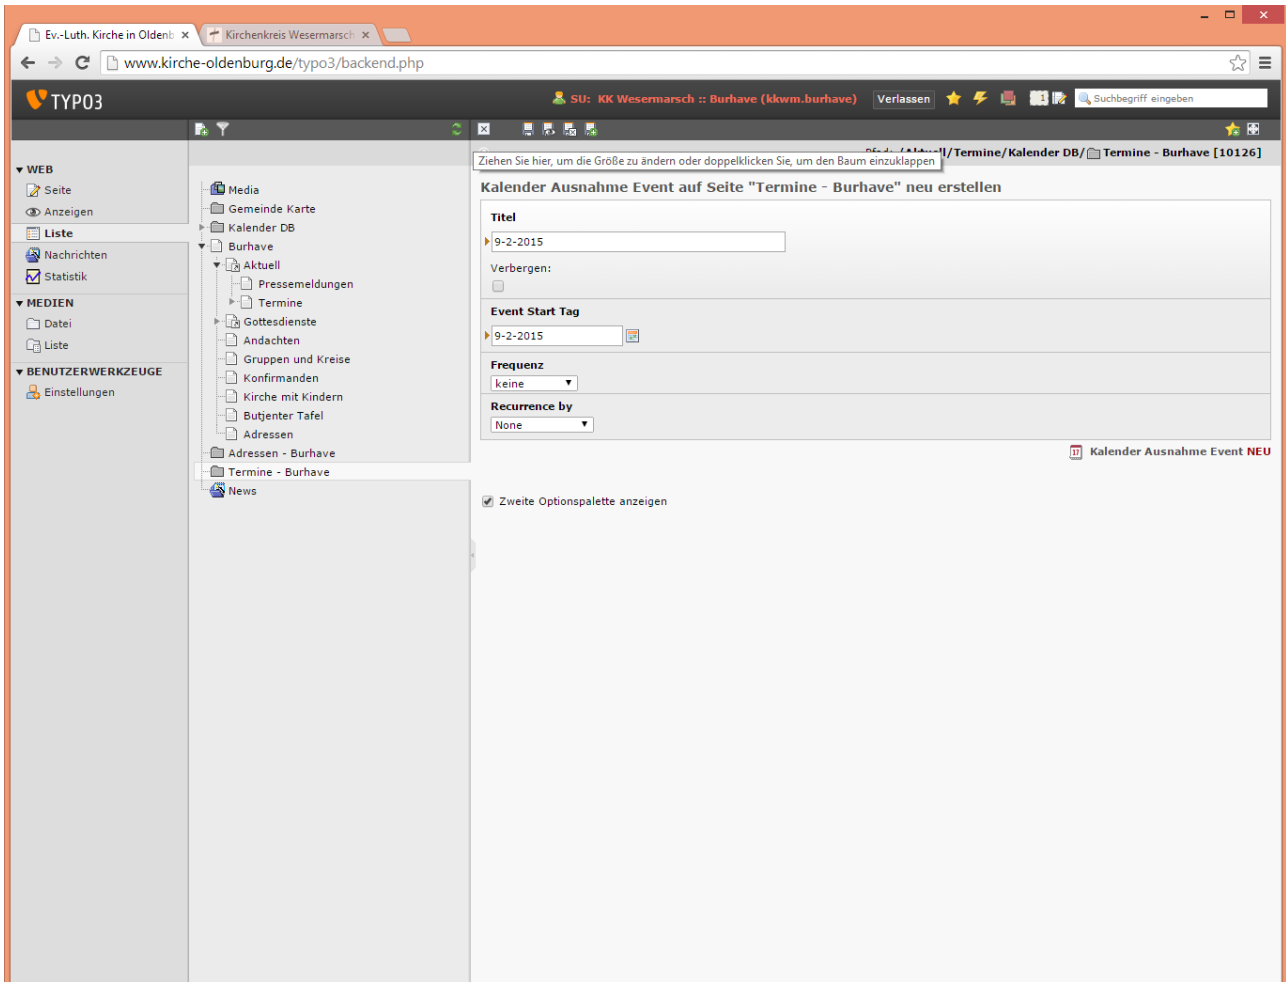 Ev.-Luth. Kirche in Oldenb
Kirchenkreis Wesermarsch
www.kirche-oldenburg.de/typo3/backend.php
TYPO3
SU: KK Wesermarsch :: Burhave (kkwm.burhave)
Verlassen
1
Suchbegriff eingeben
/Aktuell/Termine/Kalender DB/ Termine - Burhave [10126]
Ziehen Sie hier, um die Größe zu ändern oder doppelklicken Sie, um den Baum einzuklappen
WEB
Seite
Anzeigen
Liste
Nachrichten
Statistik
MEDIEN
Datei
Liste
BENUTZERWERKZEUGE
Einstellungen
Media
Gemeinde Karte
Kalender DB
Burhave
Aktuell
Pressemeldungen
Termine
Gottesdienste
Andachten
Gruppen und Kreise
Konfirmanden
Kirche mit Kindern
Butjenter Tafel
Adressen
Adressen - Burhave
Termine - Burhave
News
Kalender Ausnahme Event auf Seite "Termine - Burhave" neu erstellen
Titel
9-2-2015
Verbergen:
Event Start Tag
9-2-2015
Frequenz
keine
Recurrence by
None
17 Kalender Ausnahme Event NEU
Zweite Optionspalette anzeigen